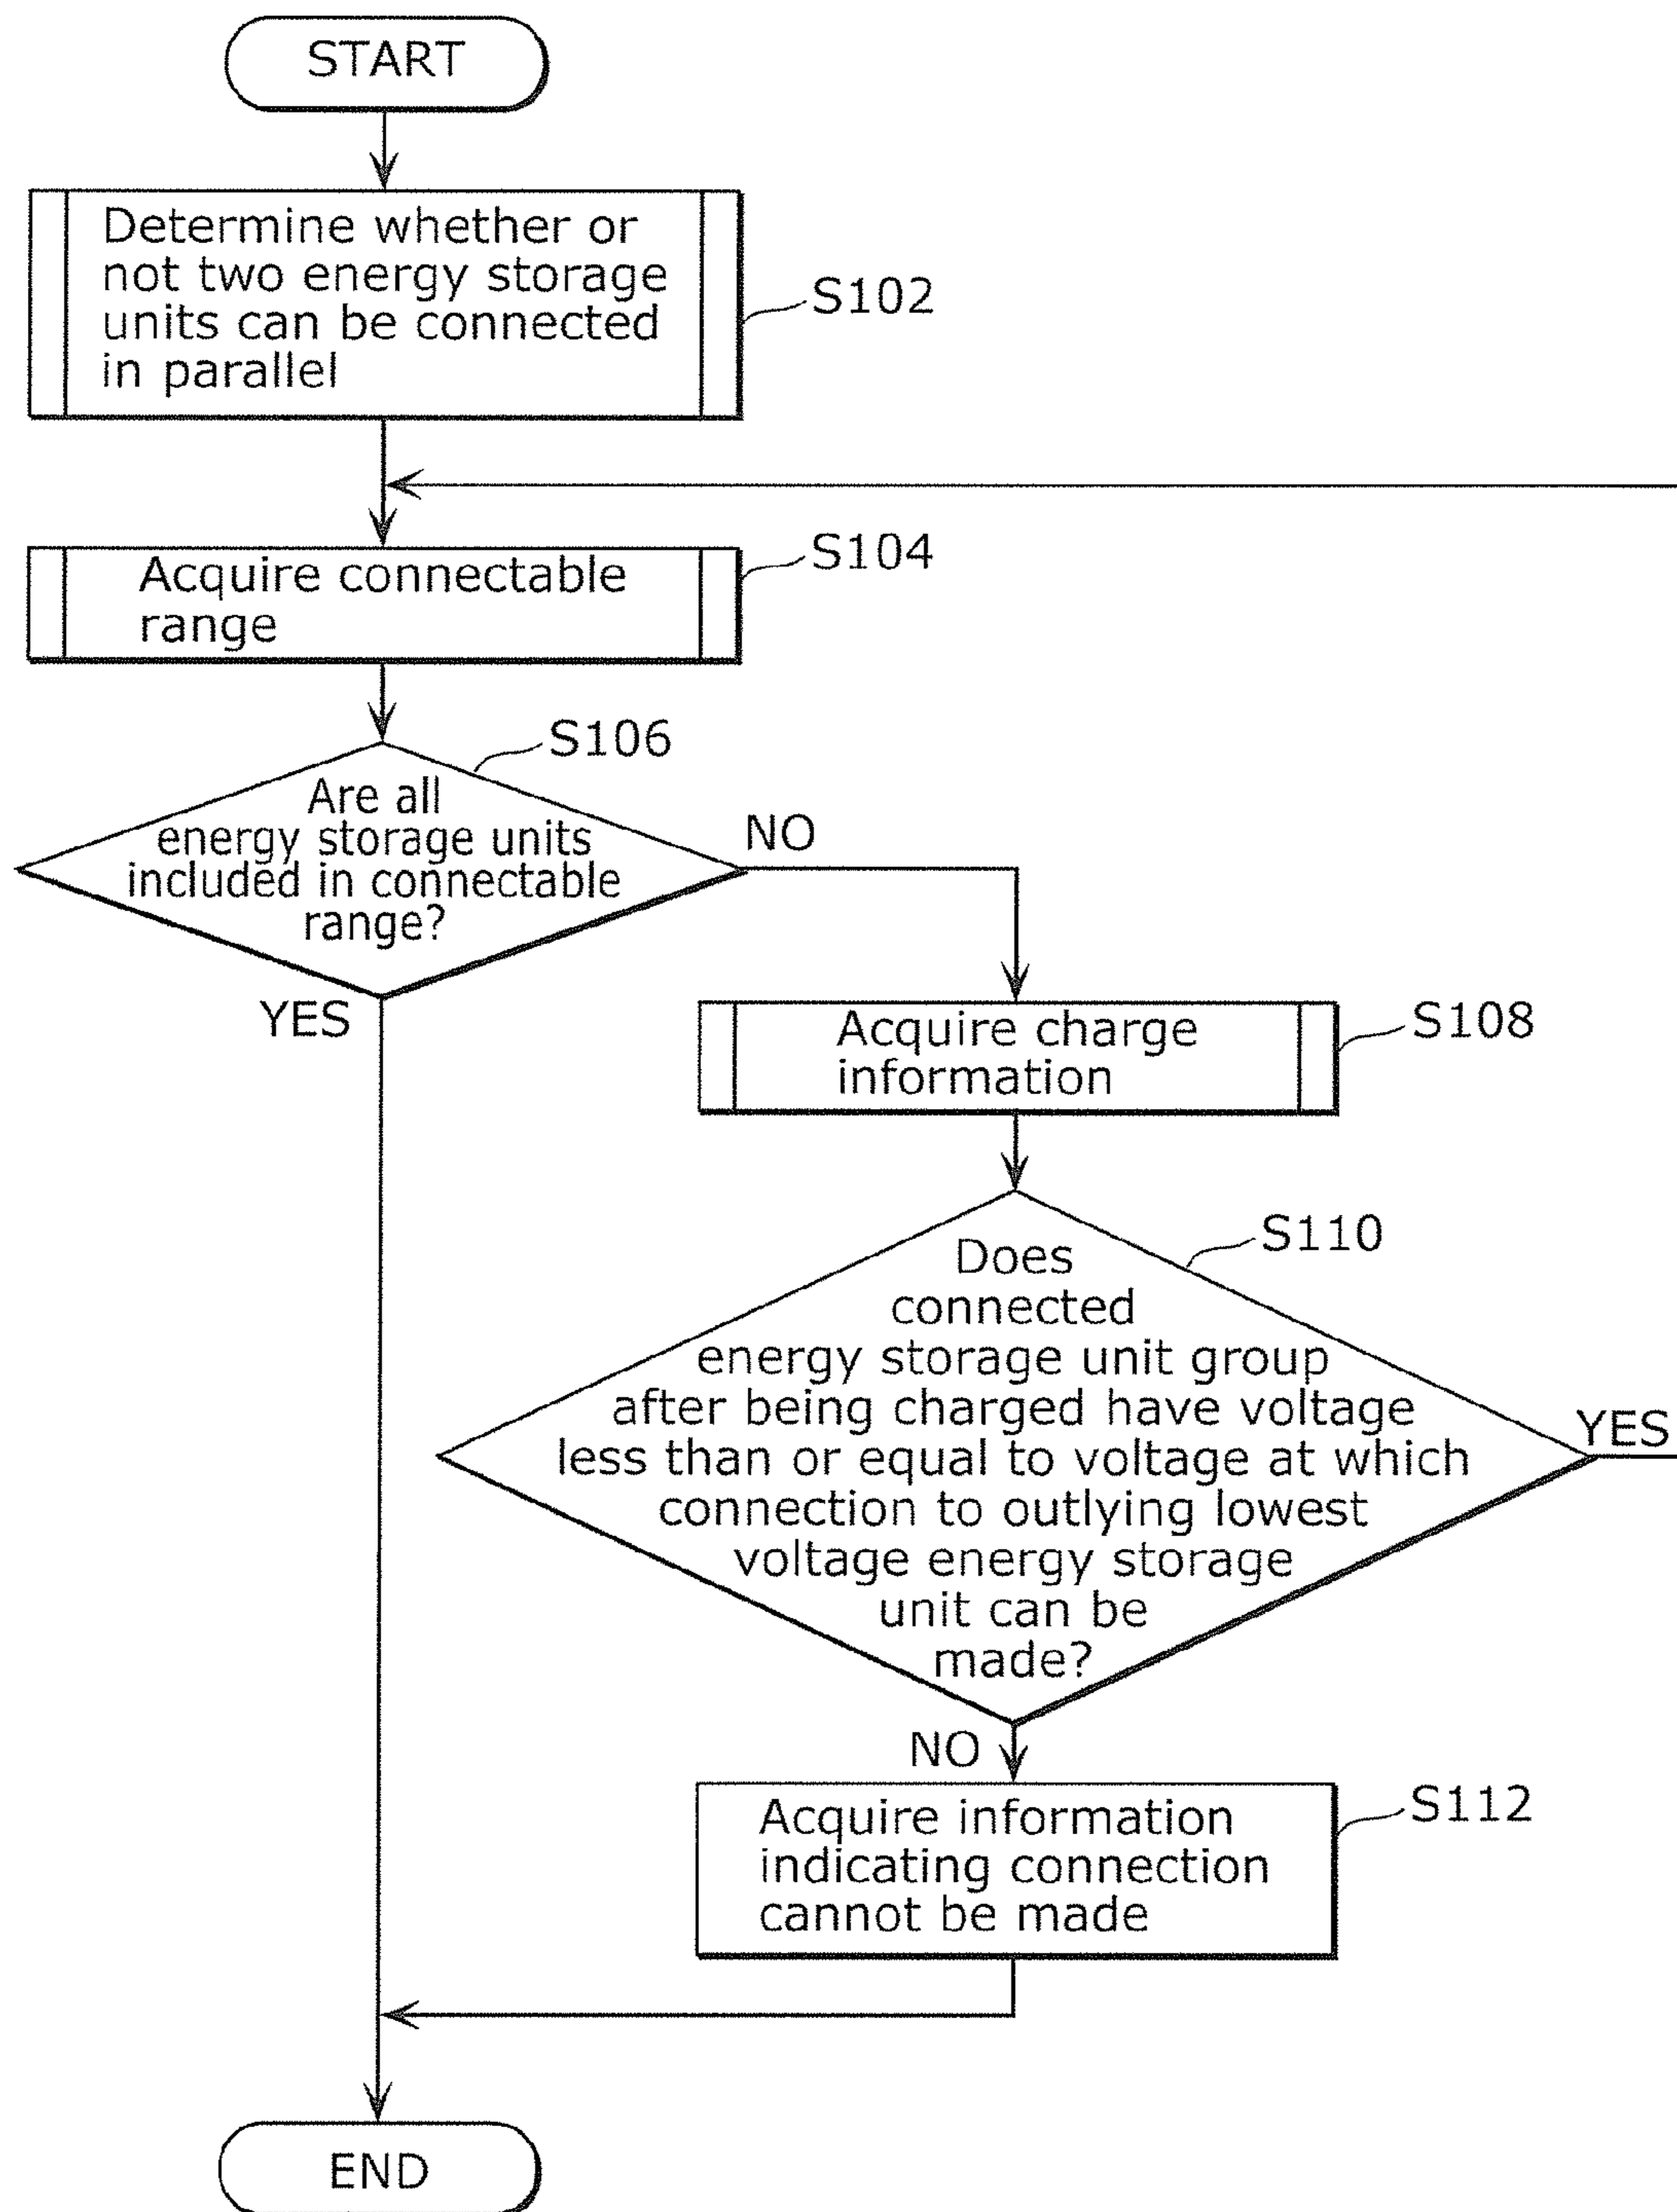 START
Determine whether or
not two energy storage
units can be connected
in parallel
S102
Acquire connectable
range
S104
S106
Are all
energy storage units
included in connectable
range?
NO
YES
Acquire charge
information
S108
S110
Does
connected
energy storage unit group
after being charged have voltage
less than or equal to voltage at which
connection to outlying lowest
voltage energy storage
unit can be
made?
YES
NO
Acquire information
indicating connection
cannot be made
S112
END